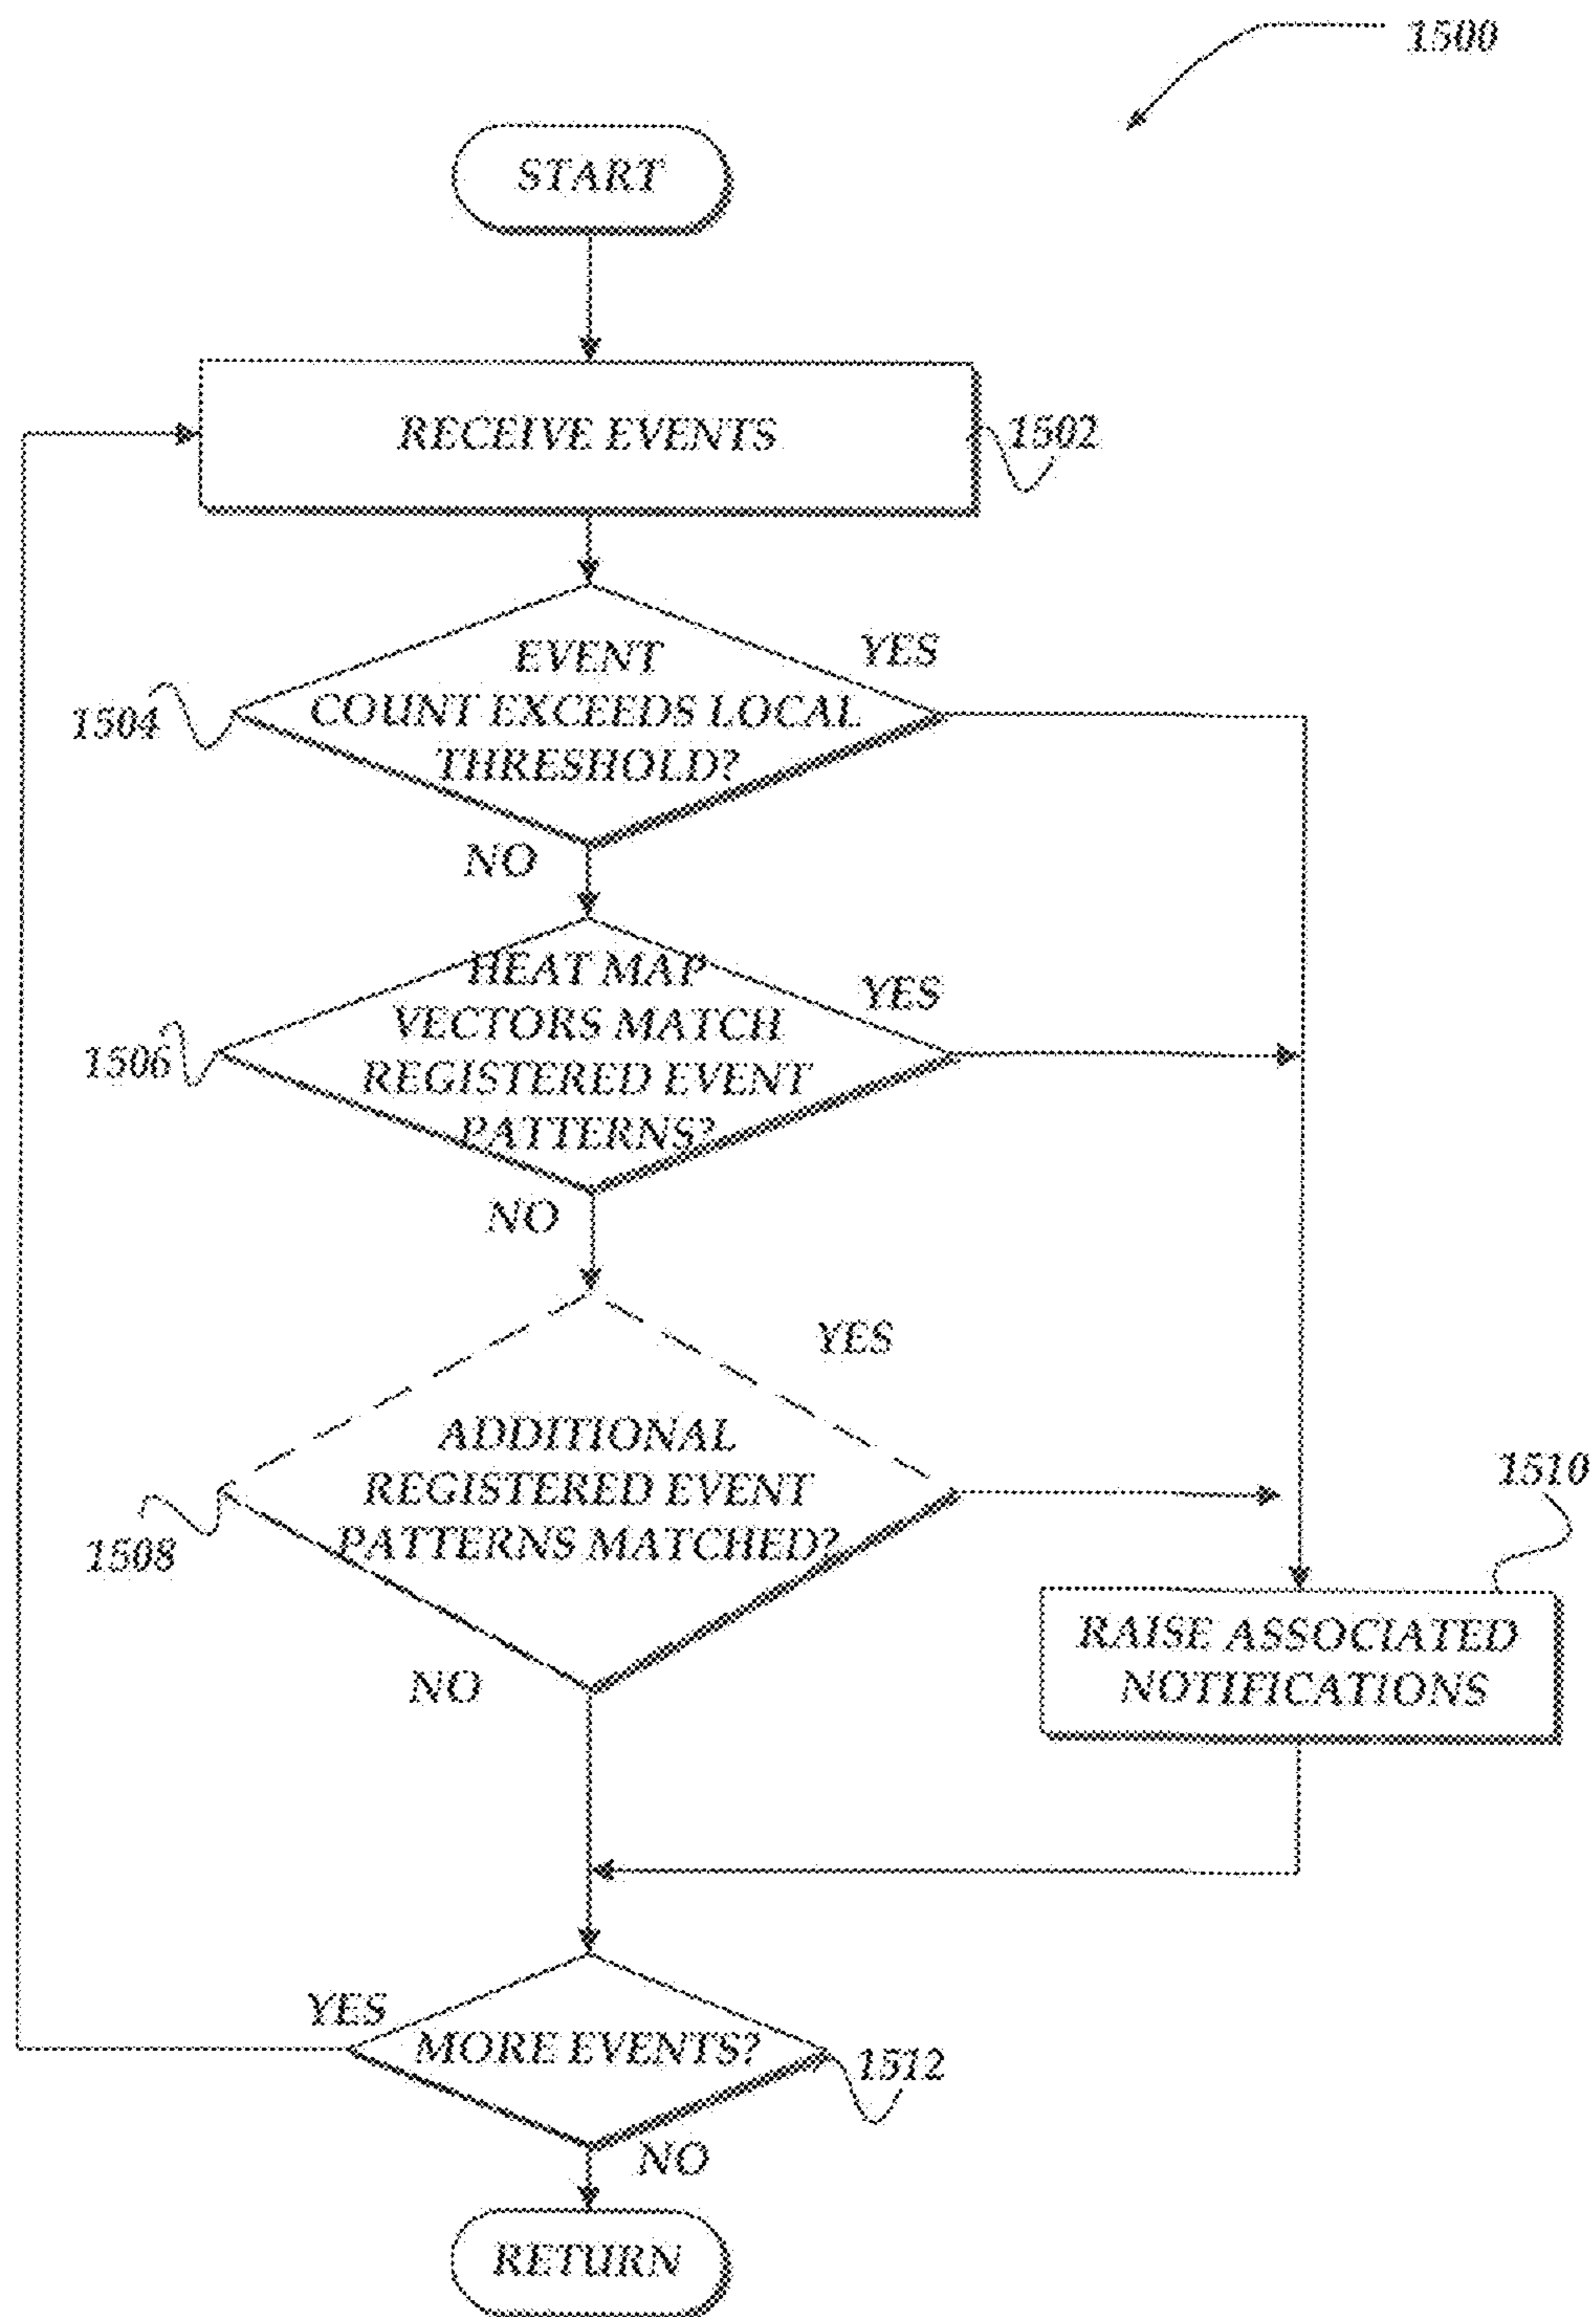 1500
START
RECEIVE EVENTS
1502
EVENT
COUNT EXCEEDS LOCAL
THRESHOLD?
YES
1504
NO
HEAT MAP
VECTORS MATCH
REGISTERED EVENT
PATTERNS?
YES
1506
NO
YES
ADDITIONAL
REGISTERED EVENT
PATTERNS MATCHED?
1508
1510
RAISE ASSOCIATED
NOTIFICATIONS
NO
YES
MORE EVENTS?
1512
NO
RETURN